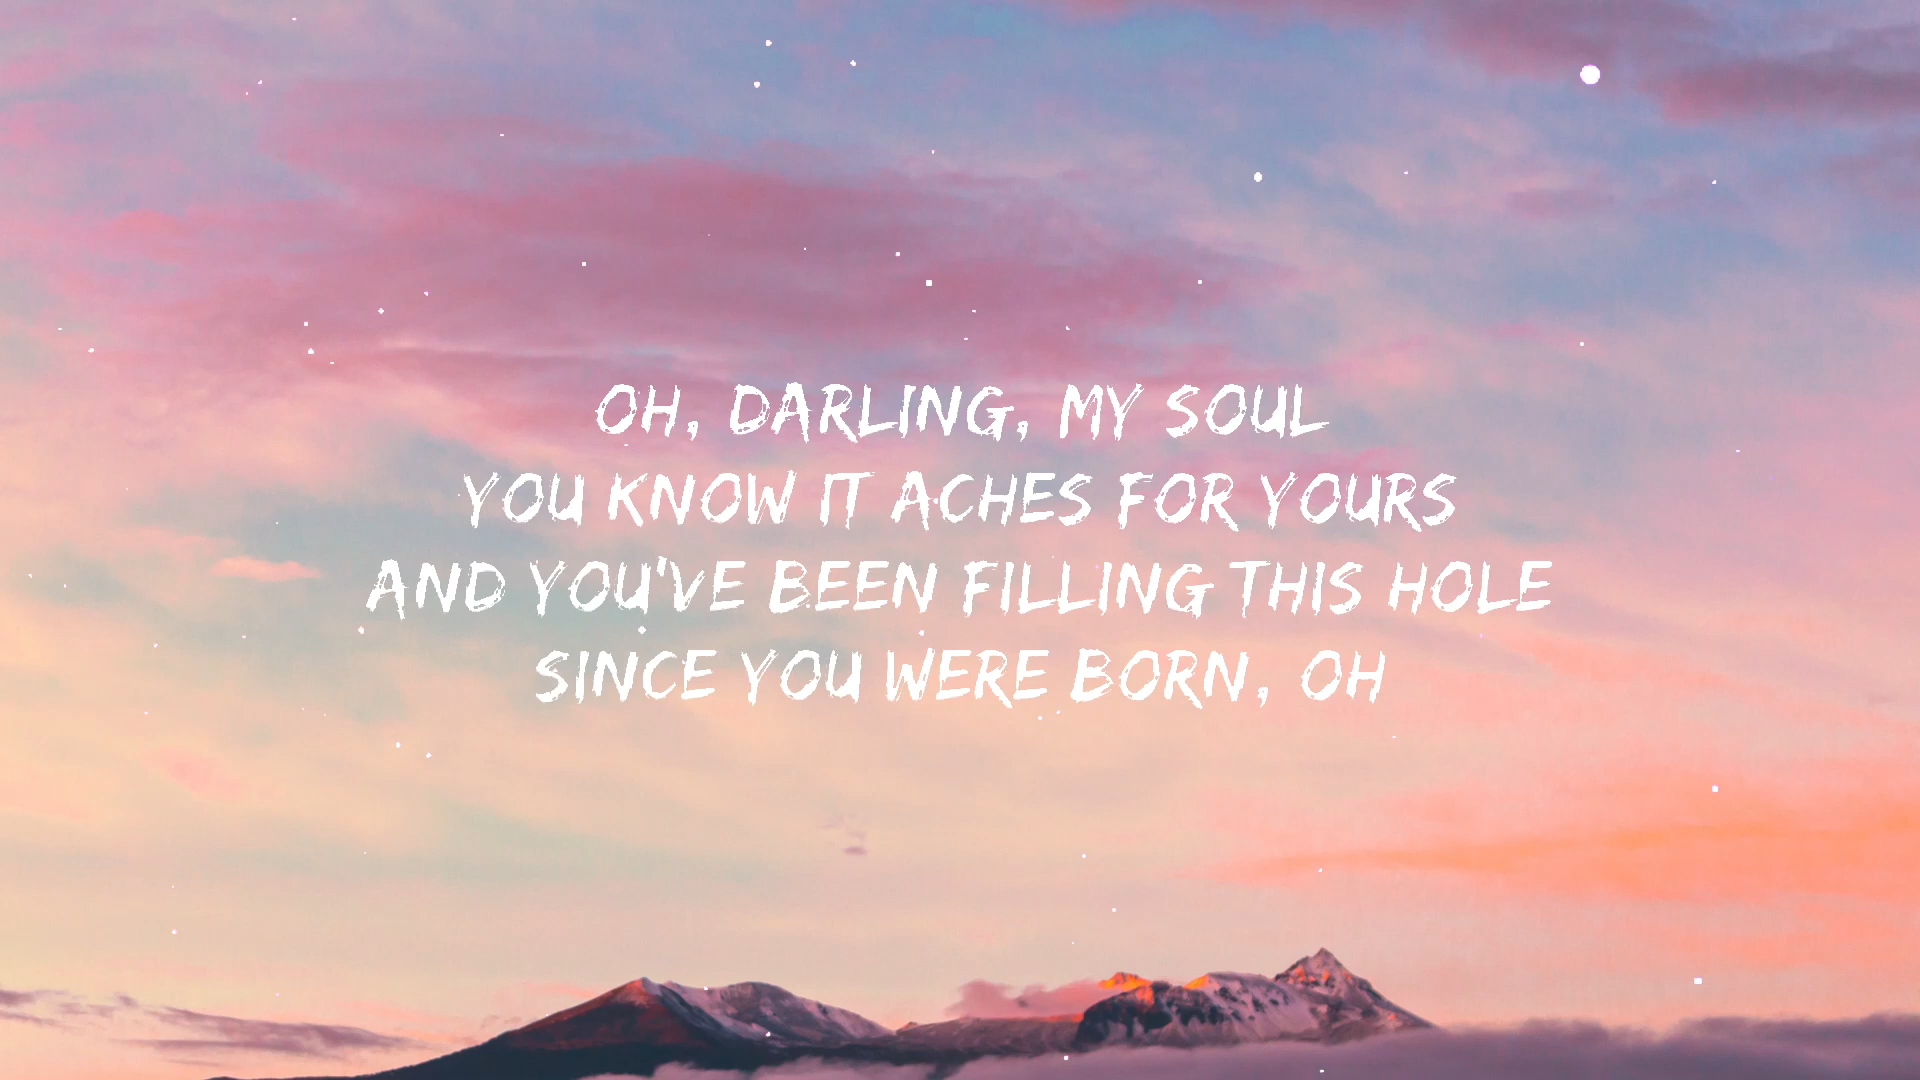 OH, DARLING, MY SOUL
YOU KNOW IT ACHES FOR YOURS
AND YOU'VE BEEN FILLING THIS HOLE
SINCE YOU WERE BORN, OH